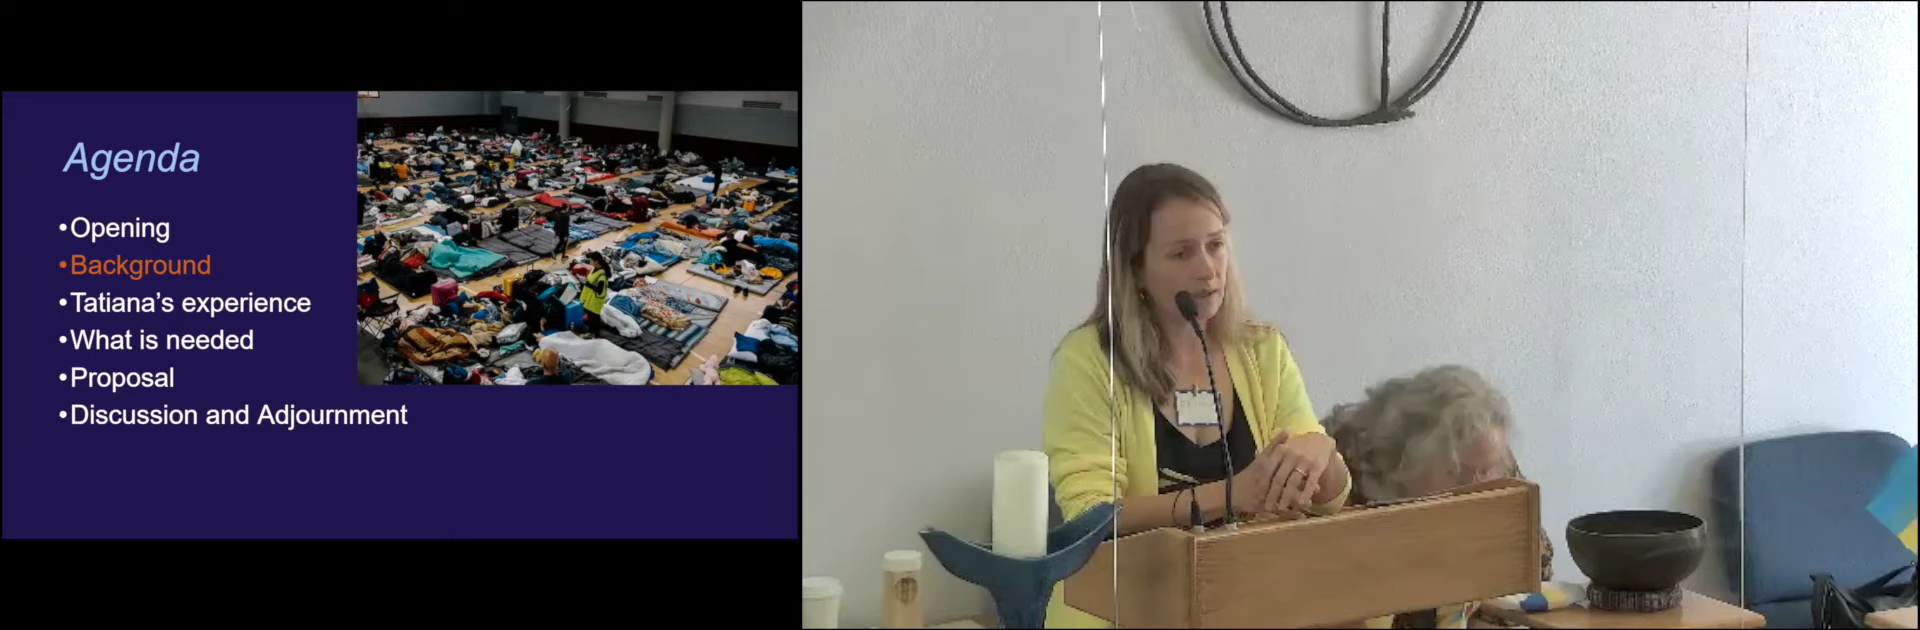 Agenda
•Opening
•Background
•Tatiana's experience
•What is needed
•Proposal
•Discussion and Adjournment